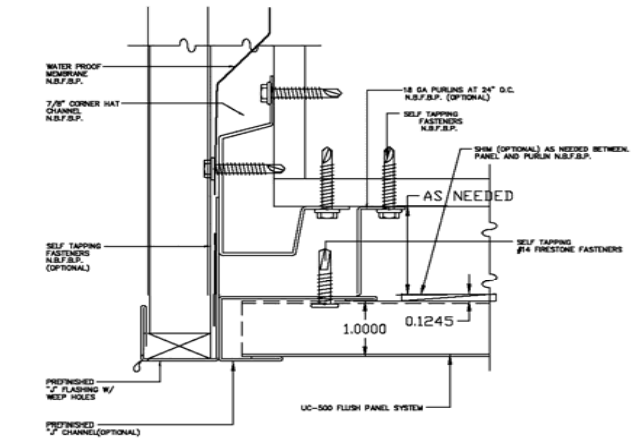 WATER PROOF
MEMBRANE
N.B.F.B.P.
7/8" CORNER HAT
CHANNEL
N.B.F.B.P.
18 GA PURLINS AT 24" O.C.
N.B.F.B.P. (OPTIONAL)
SELF TAPPING
FASTENERS
N.B.F.B.P.
SHIM (OPTIONAL) AS NEEDED BETWEEN
PANEL AND PURLIN N.B.F.B.P.
AS NEEDED
SELF TAPPING
FASTENERS
N.B.F.B.P.
(OPTIONAL)
SELF TAPPING
#14 FIRESTONE FASTENERS
1.0000
0.1245
PREFINISHED
"J" FLASHING W/
WEEP HOLES
UC-500 FLUSH PANEL SYSTEM
PREFINISHED
"J" CHANNEL(OPTIONAL)